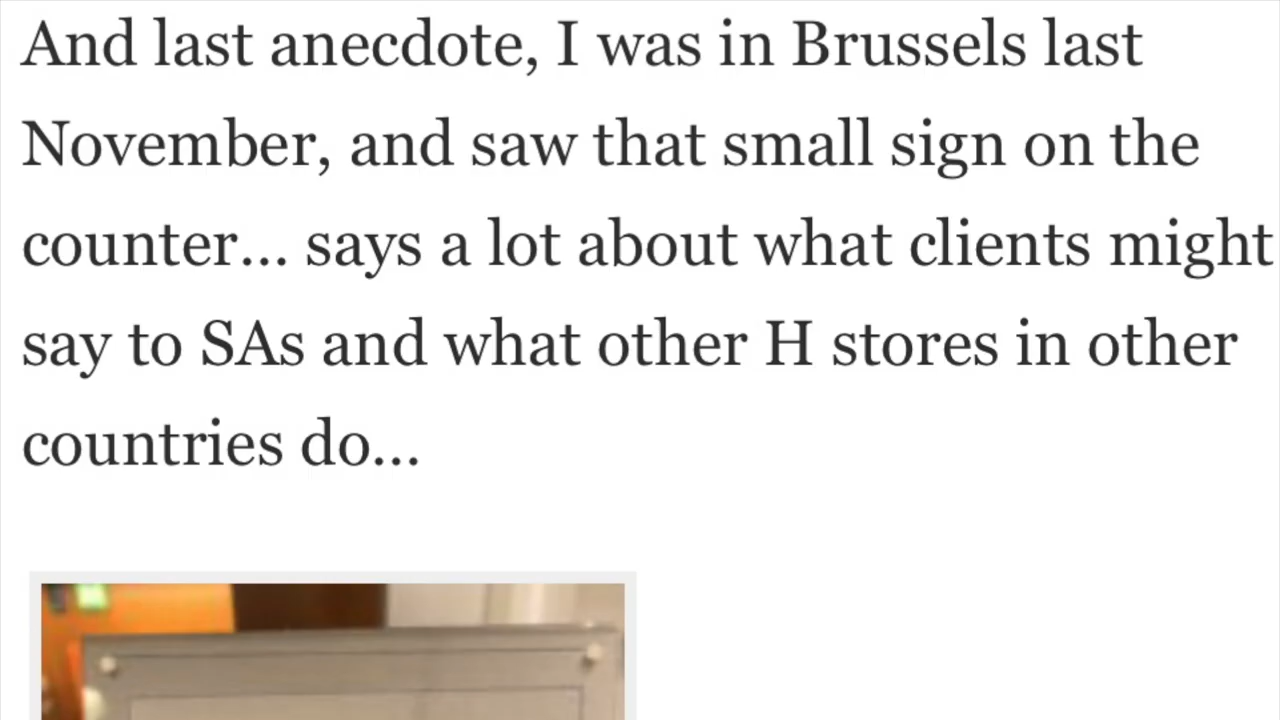 And last anecdote, I was in Brussels last
November, and saw that small sign on the
counter... says a lot about what clients might
say to SAs and what other H stores in other
countries do...